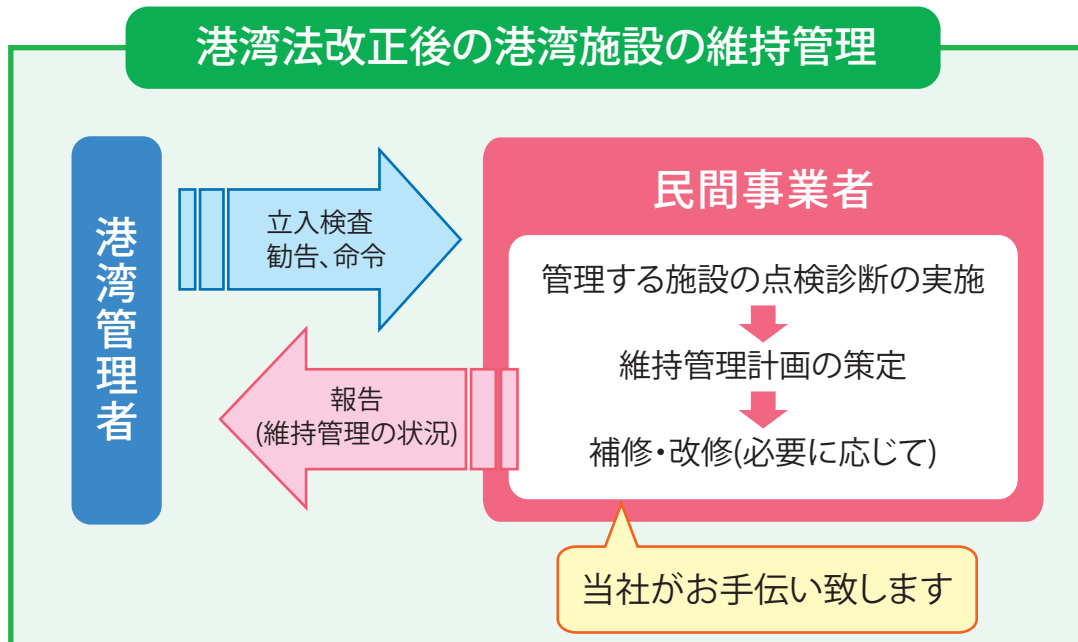 港湾法改正後の港湾施設の維持管理
港湾管理者
立入検査
勧告、命令
報告
(維持管理の状況)
民間事業者
管理する施設の点検診断の実施
維持管理計画の策定
補修・改修(必要に応じて)
当社がお手伝い致します